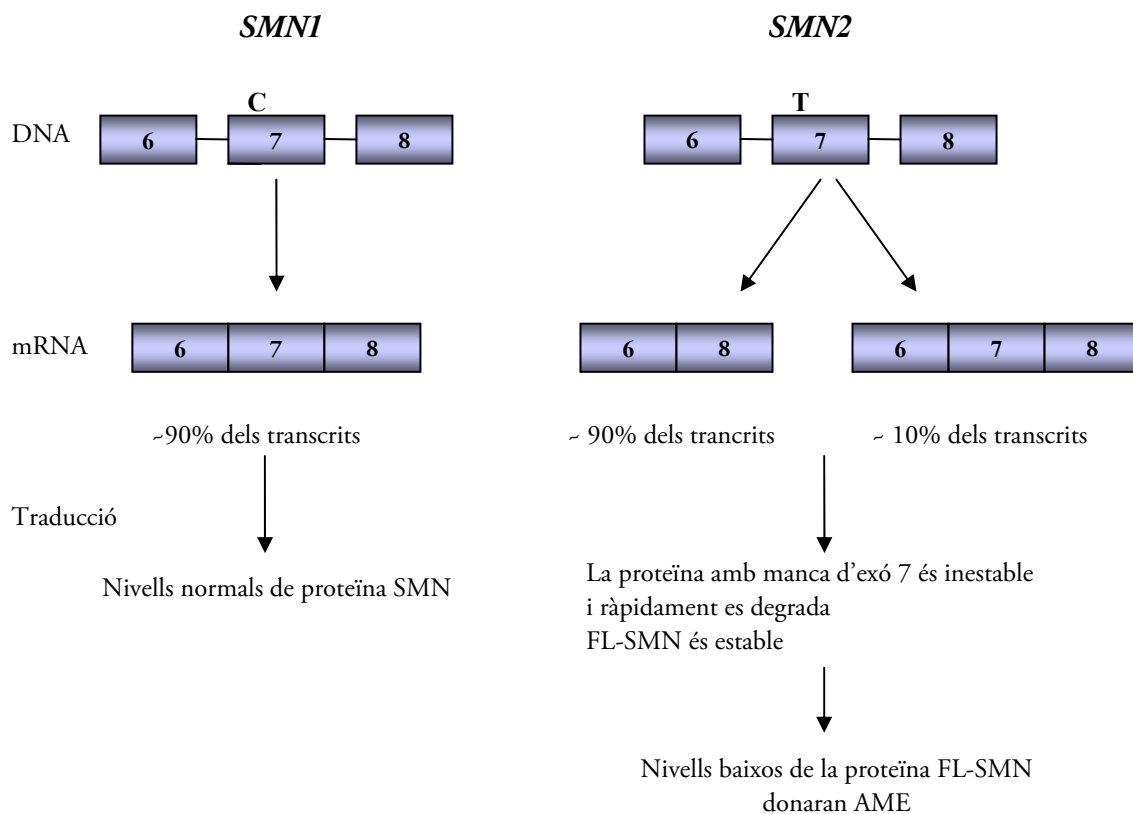 SMN1 SMN2
C T
DNA 6 7 8 6 7 8
mRNA 6 7 8 6 8 6 7 8
~90% dels transcrits ~ 90% dels trancrits ~ 10% dels transcrits
Traducció
Nivells normals de proteïna SMN
La proteïna amb manca d'exó 7 és inestable
i ràpidament es degrada
FL-SMN és estable
Nivells baixos de la proteïna FL-SMN
donaran AME